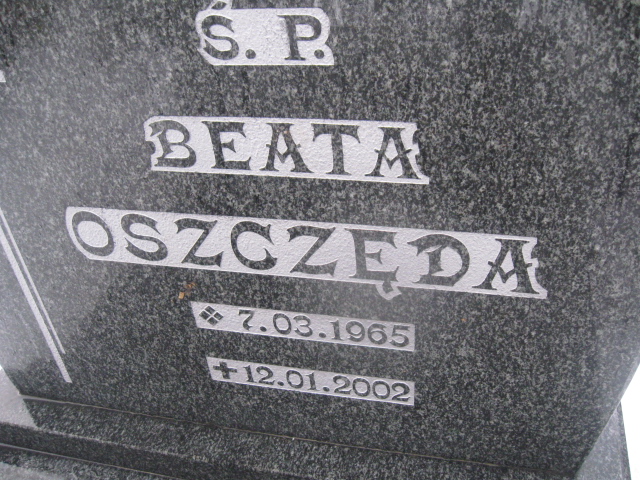 Ś. P.
BEATA
OSZCZĘDA
7.03.1965
+12.01.2002